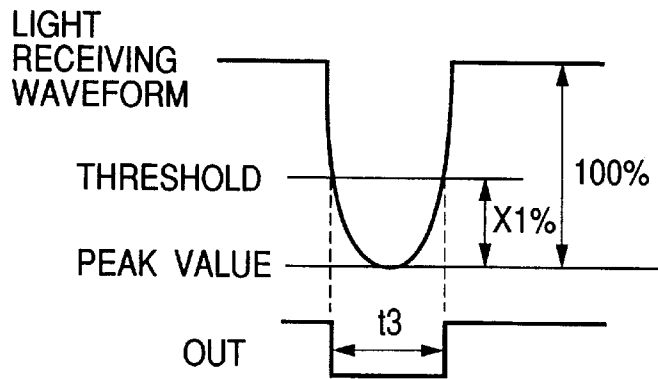 LIGHT
RECEIVING
WAVEFORM
THRESHOLD
100%
X1%
PEAK VALUE
t3
OUT